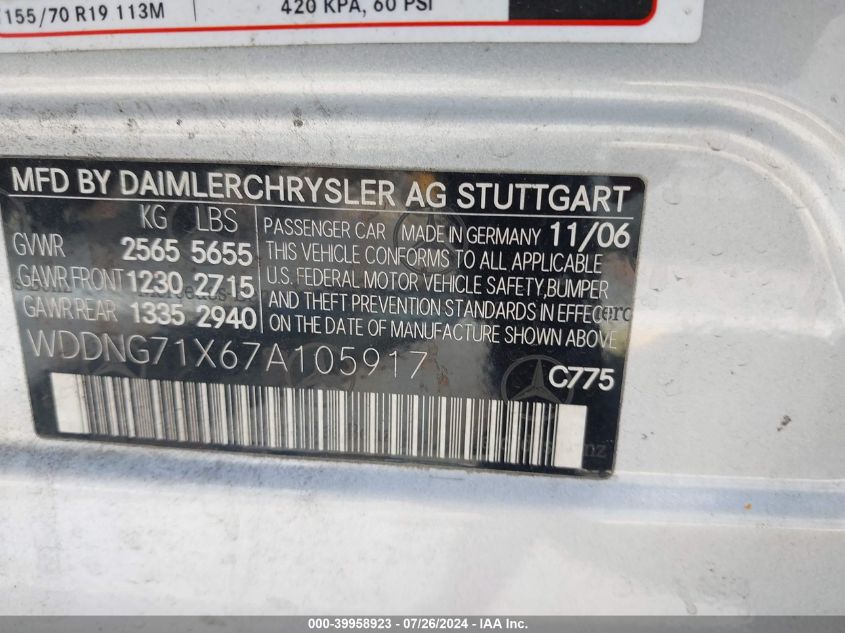 155/70 R19 113M 420 KPA, 60 PSI
MFD BY DAIMLERCHRYSLER AG STUTTGART
KG LBS
GVWR 2565 5655
GAWR FRONT 1230 2715
GAWR REAR 1335 2940
PASSENGER CAR MADE IN GERMANY 11/06
THIS VEHICLE CONFORMS TO ALL APPLICABLE
U.S. FEDERAL MOTOR VEHICLE SAFETY, BUMPER
AND THEFT PREVENTION STANDARDS IN EFFECT
ON THE DATE OF MANUFACTURE SHOWN ABOVE
WDDNG71X67A105917
C775
000-39958923 / 07/26/2024 - IAA Inc.